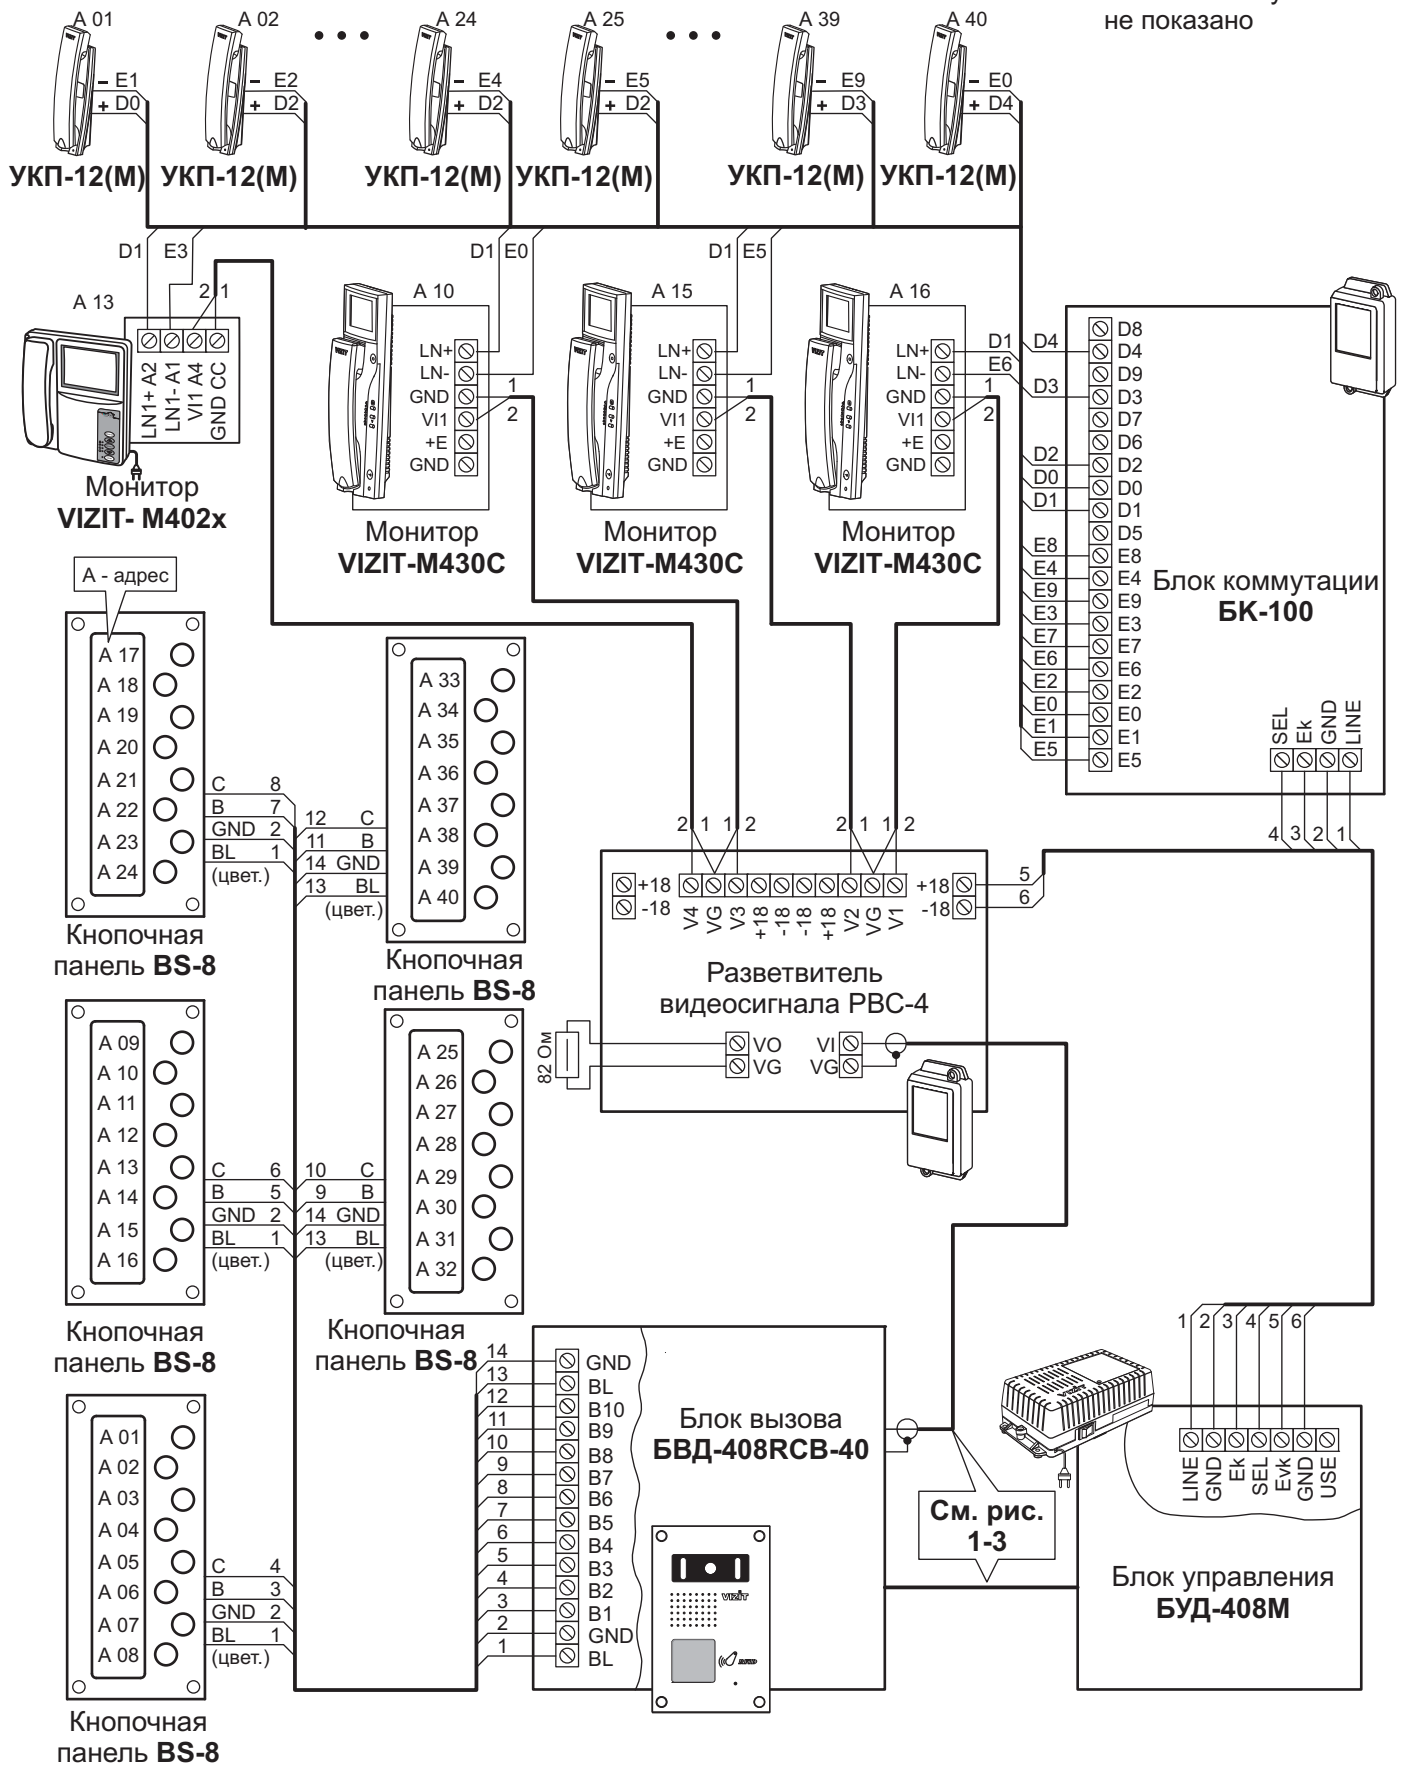 не показано
А 01
А 02
А 24
А 25
А 39
А 40
– E1
+ D0
– E2
+ D2
– E4
+ D2
– E5
+ D2
– E9
+ D3
– E0
+ D4
УКП-12(М)
УКП-12(М)
УКП-12(М)
УКП-12(М)
УКП-12(М)
УКП-12(М)
D1 E3
2 1
А 13
LN1+ A2
LN1- A1
VI1 A4
GND CC
Монитор
VIZIT- M402x
D1 E0
А 10
LN+
LN-
GND 1
VI1 2
+E
GND
Монитор
VIZIT-M430C
D1 E5
А 15
LN+
LN-
GND 1
VI1 2
+E
GND
Монитор
VIZIT-M430C
А 16
LN+ D1
LN- E6
GND 1
VI1 2
+E
GND
Монитор
VIZIT-M430C
D8
D4 D4
D9
D3 D3
D7
D6
D2 D2
D0 D0
D1 D1
D5
E8 E8
E4 E4
E9 E9
E3 E3
E7 E7
E6 E6
E2 E2
E0 E0
E1 E1
E5 E5
Блок коммутации
БК-100
SEL
Ek
GND
LINE
4 3 2 1
А - адрес
А 17
А 18
А 19
А 20
А 21
А 22
А 23
А 24
C 8
B 7
GND 2
BL 1
(цвет.)
Кнопочная
панель BS-8
А 33
А 34
А 35
А 36
А 37
А 38
А 39
А 40
12 C
11 B
14 GND
13 BL
(цвет.)
Кнопочная
панель BS-8
2 1 1 2 2 1 1 2
+18
-18
V4
VG
V3
+18
-18
-18
+18
V2
VG
V1
+18 5
-18 6
Разветвитель
видеосигнала РВС-4
82 Ом
VO
VG
VI
VG
А 09
А 10
А 11
А 12
А 13
А 14
А 15
А 16
C 6
B 5
GND 2
BL 1
(цвет.)
Кнопочная
панель BS-8
А 25
А 26
А 27
А 28
А 29
А 30
А 31
А 32
10 C
9 B
14 GND
13 BL
(цвет.)
Кнопочная
панель BS-8
А 01
А 02
А 03
А 04
А 05
А 06
А 07
А 08
C 4
B 3
GND 2
BL 1
(цвет.)
Кнопочная
панель BS-8
14 GND
13 BL
12 B10
11 B9
10 B8
9 B7
8 B6
7 B5
6 B4
5 B3
4 B2
3 B1
2 GND
1 BL
Блок вызова
БВД-408RCB-40
VIZIT
RFID
См. рис.
1-3
1 2 3 4 5 6
LINE
GND
Ek
SEL
Evk
GND
USE
Блок управления
БУД-408М